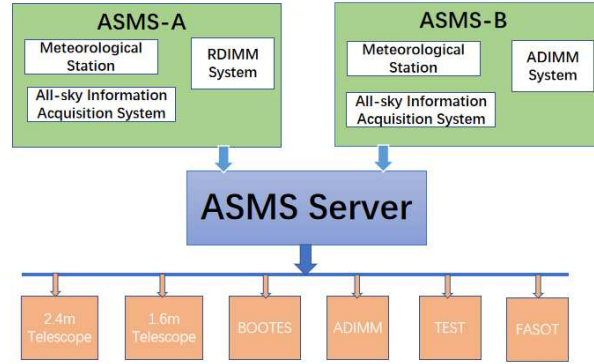 ASMS-A
Meteorological
Station
RDIMM
System
All-sky Information
Acquisition System
ASMS-B
Meteorological
Station
ADIMM
System
All-sky Information
Acquisition System
ASMS Server
2.4m
Telescope
1.6m
Telescope
BOOTES
ADIMM
TEST
FASOT